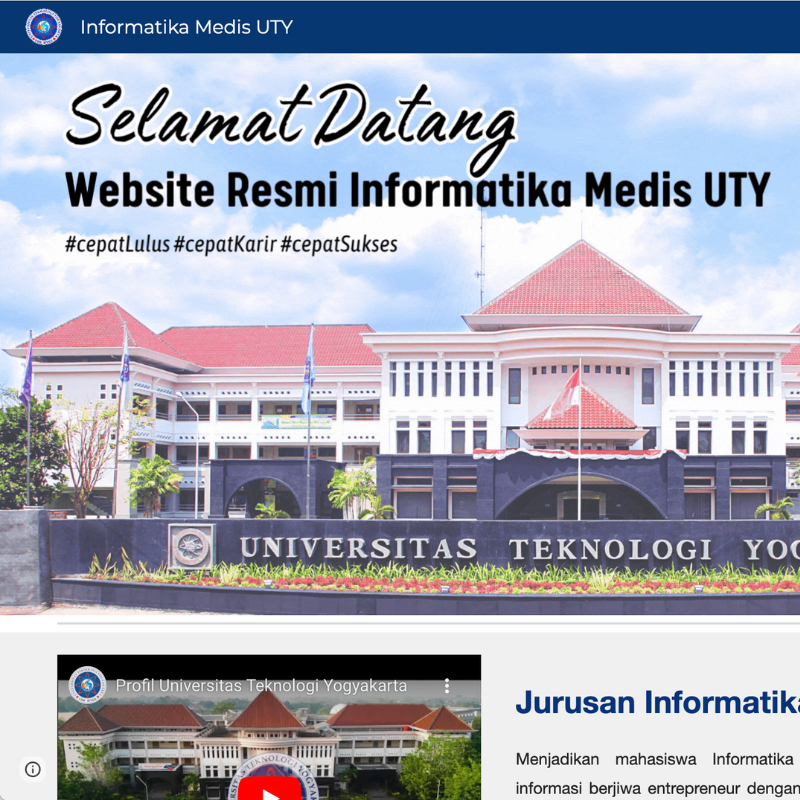 Informatika Medis UTY
Selamat Datang
Website Resmi Informatika Medis UTY
#cepatLulus #cepatKarir #cepatSukses
UNIVERSITAS TEKNOLOGI YOG
Profil Universitas Teknologi Yogyakarta
Jurusan Informatika
Menjadikan mahasiswa Informatika
informasi berjiwa entrepreneur dengan